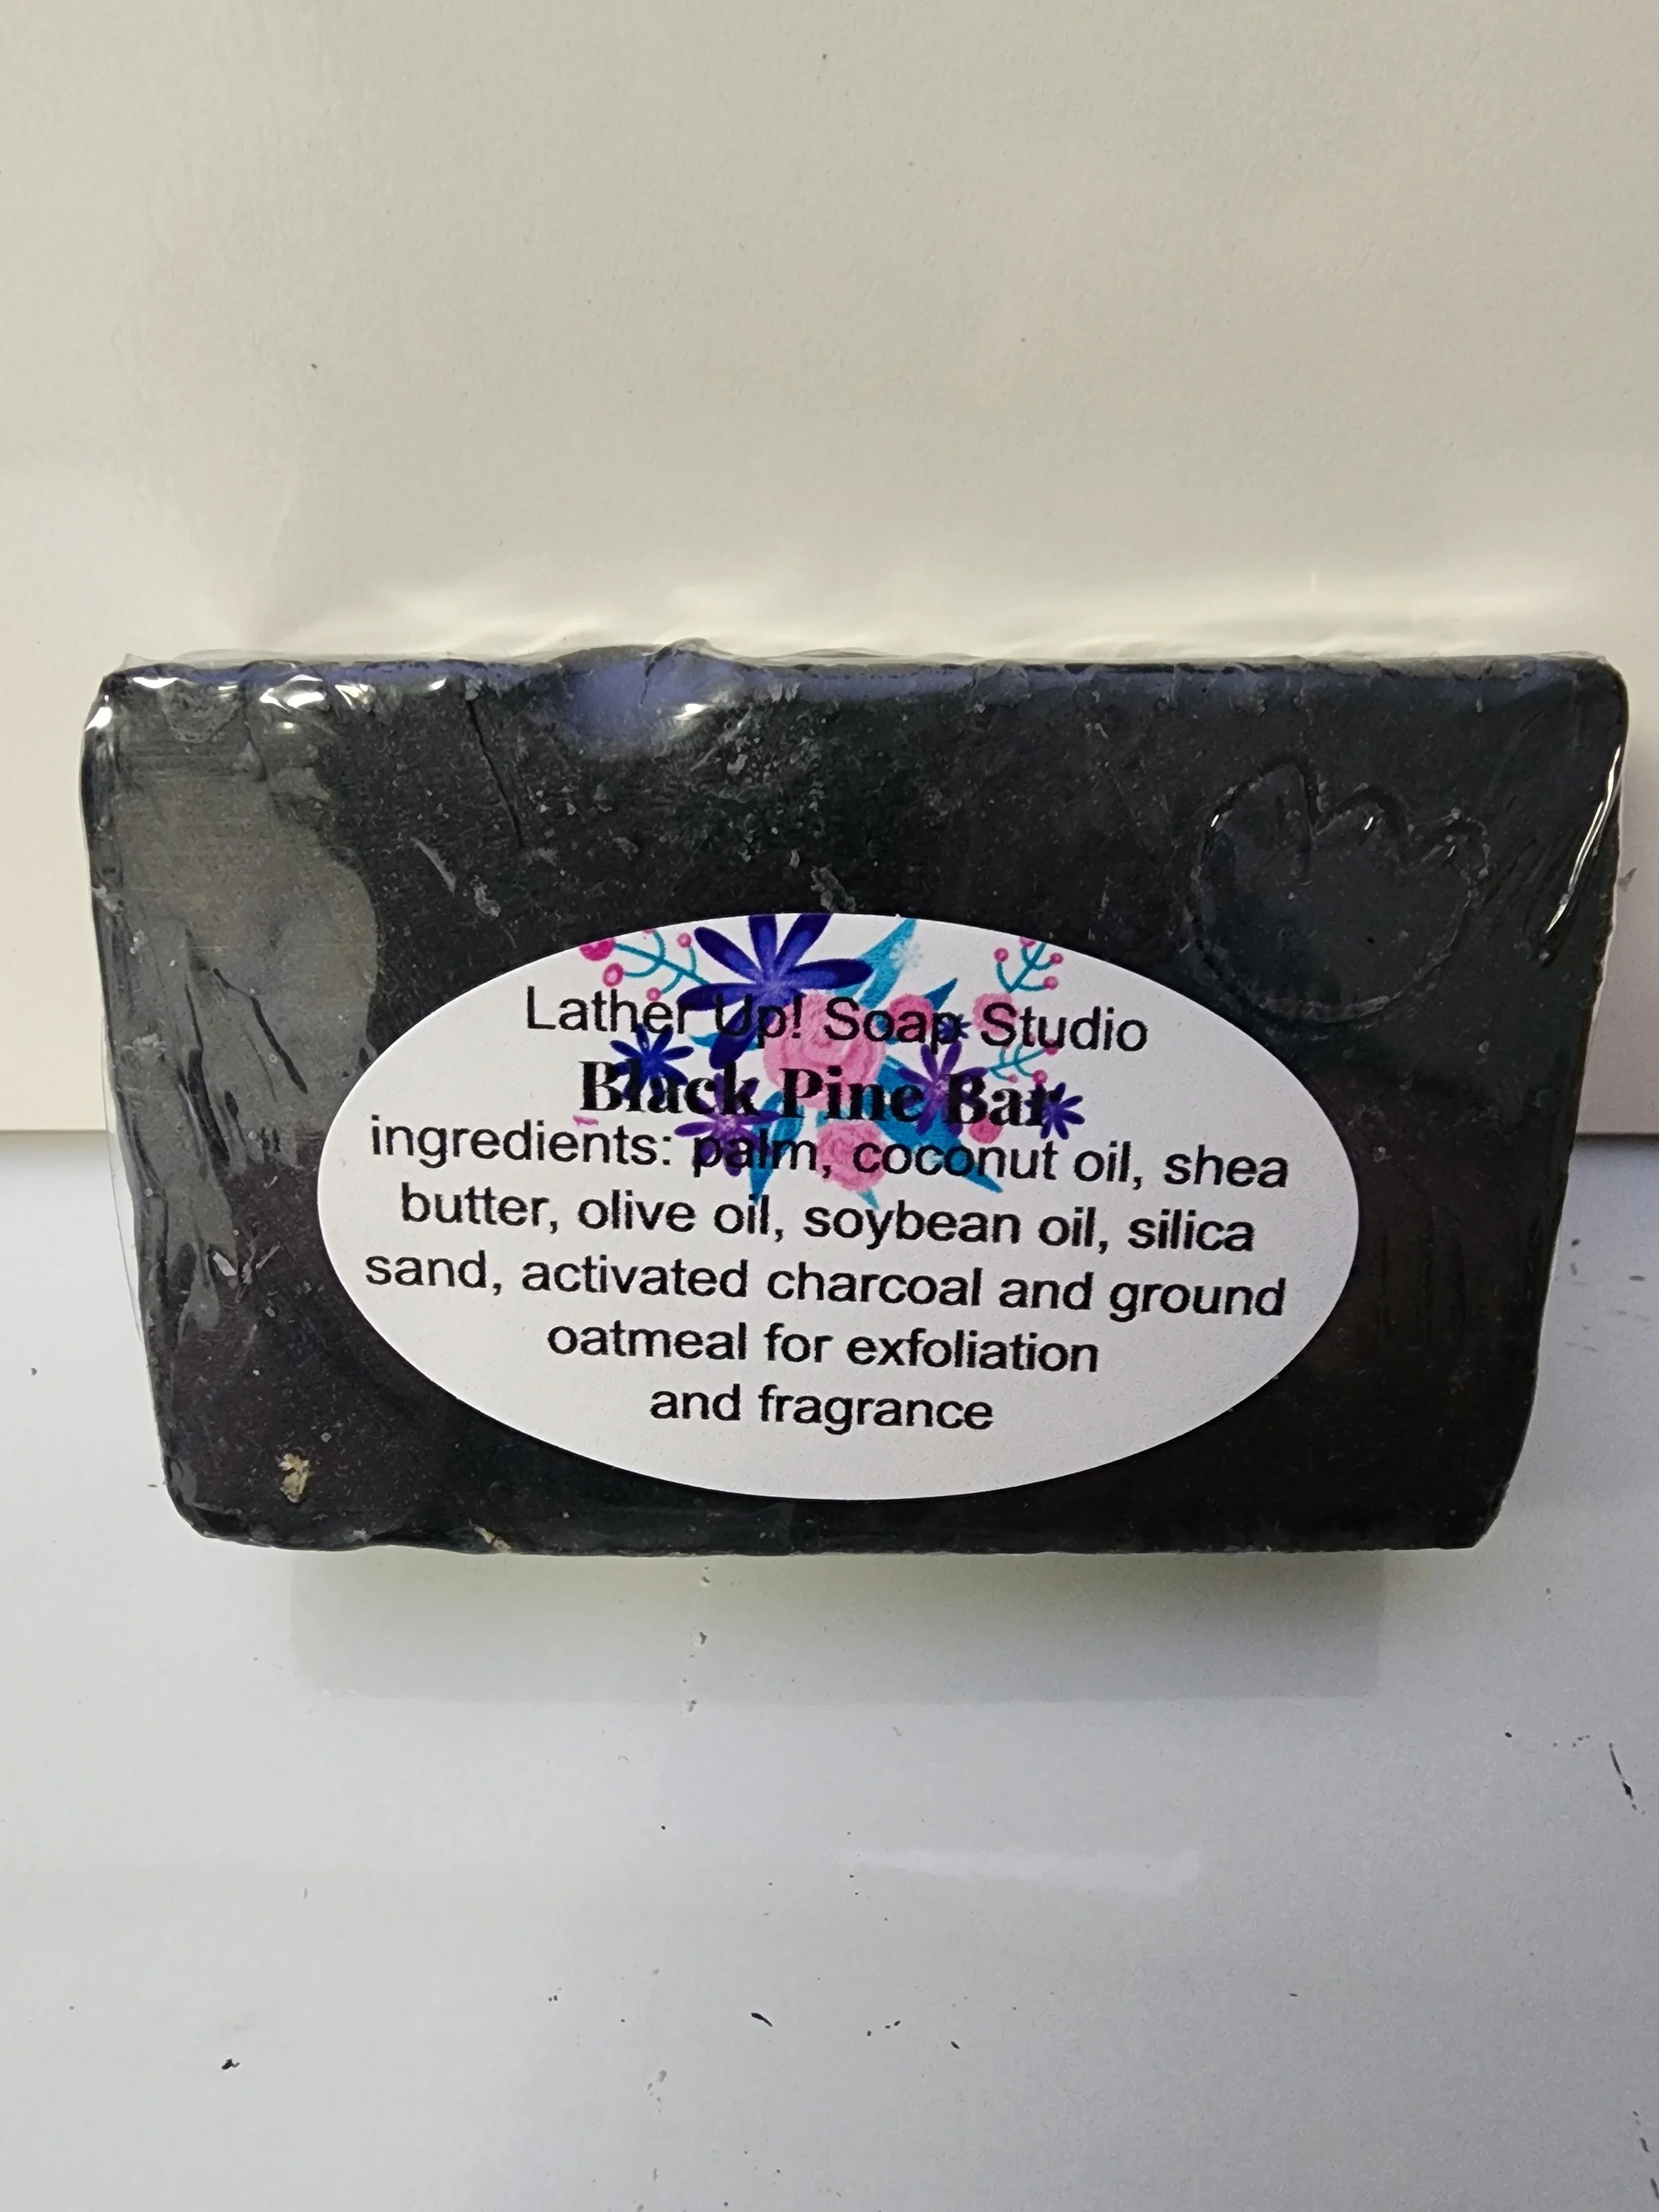 Lather Up! Soap Studio
Black Pine Bar
ingredients: palm, coconut oil, shea
butter, olive oil, soybean oil, silica
sand, activated charcoal and ground
oatmeal for exfoliation
and fragrance